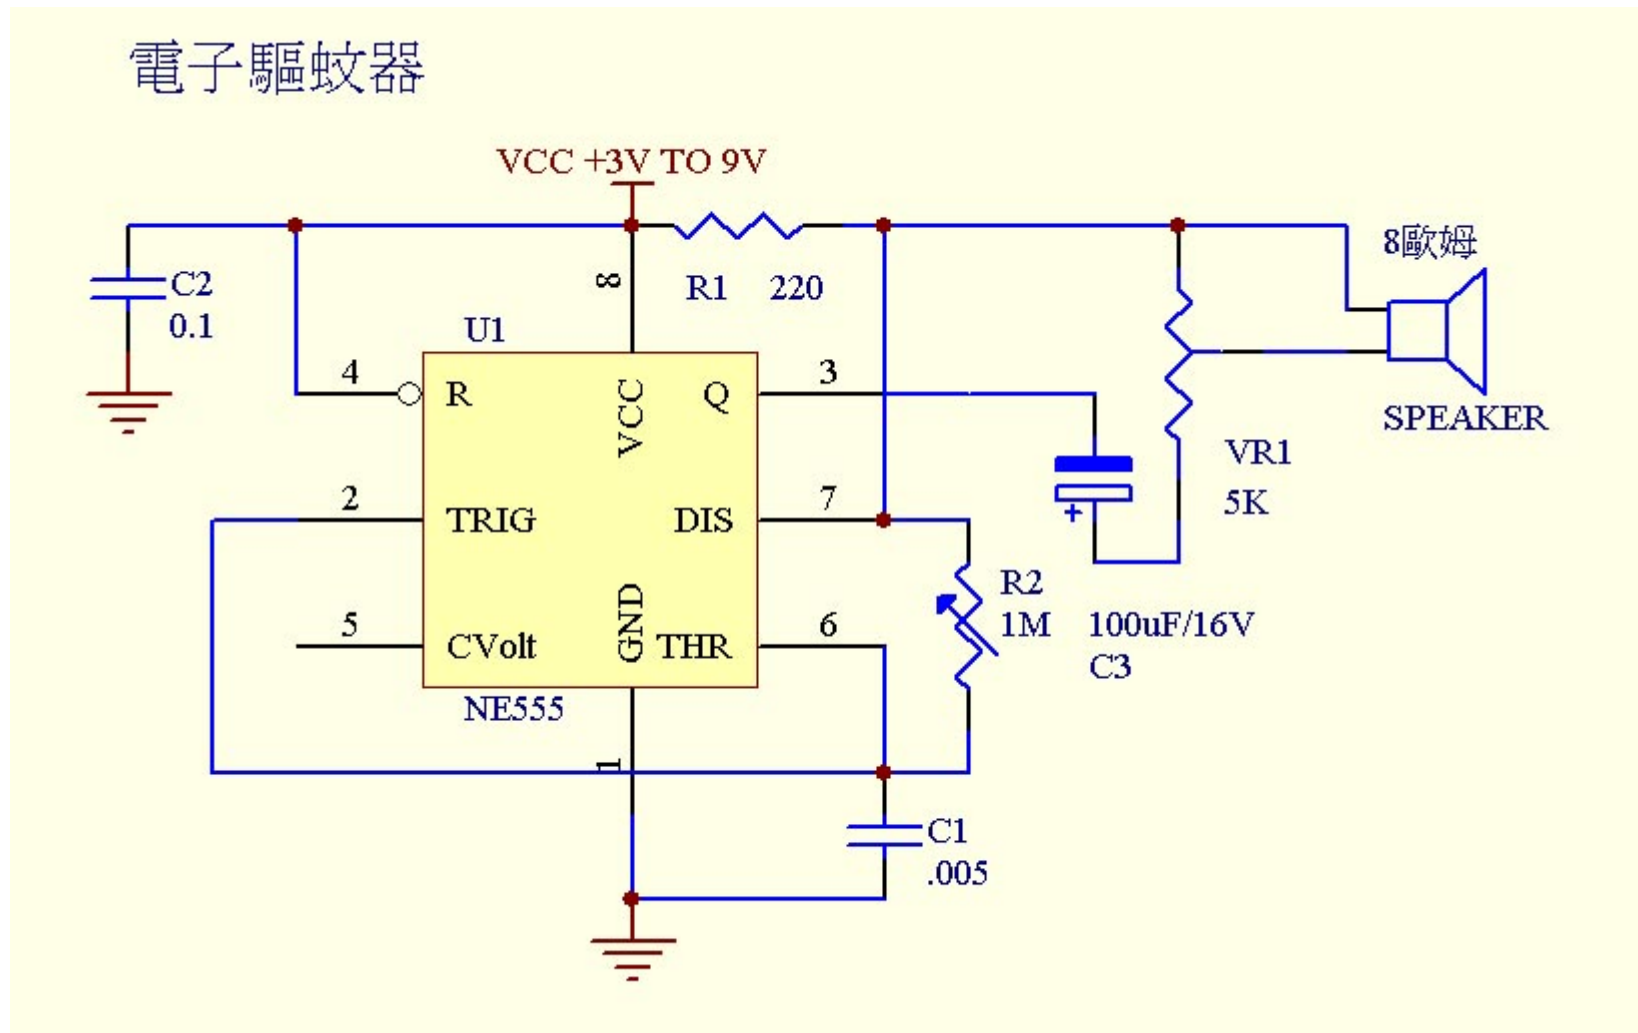 電子驅蚊器
VCC +3V TO 9V
8歐姆
C2
0.1
8
R1 220
U1
4
R
VCC
Q
3
SPEAKER
VR1
5K
2
TRIG
DIS
7
+
R2
1M
100uF/16V
C3
5
CVolt
GND
THR
6
NE555
1
C1
.005